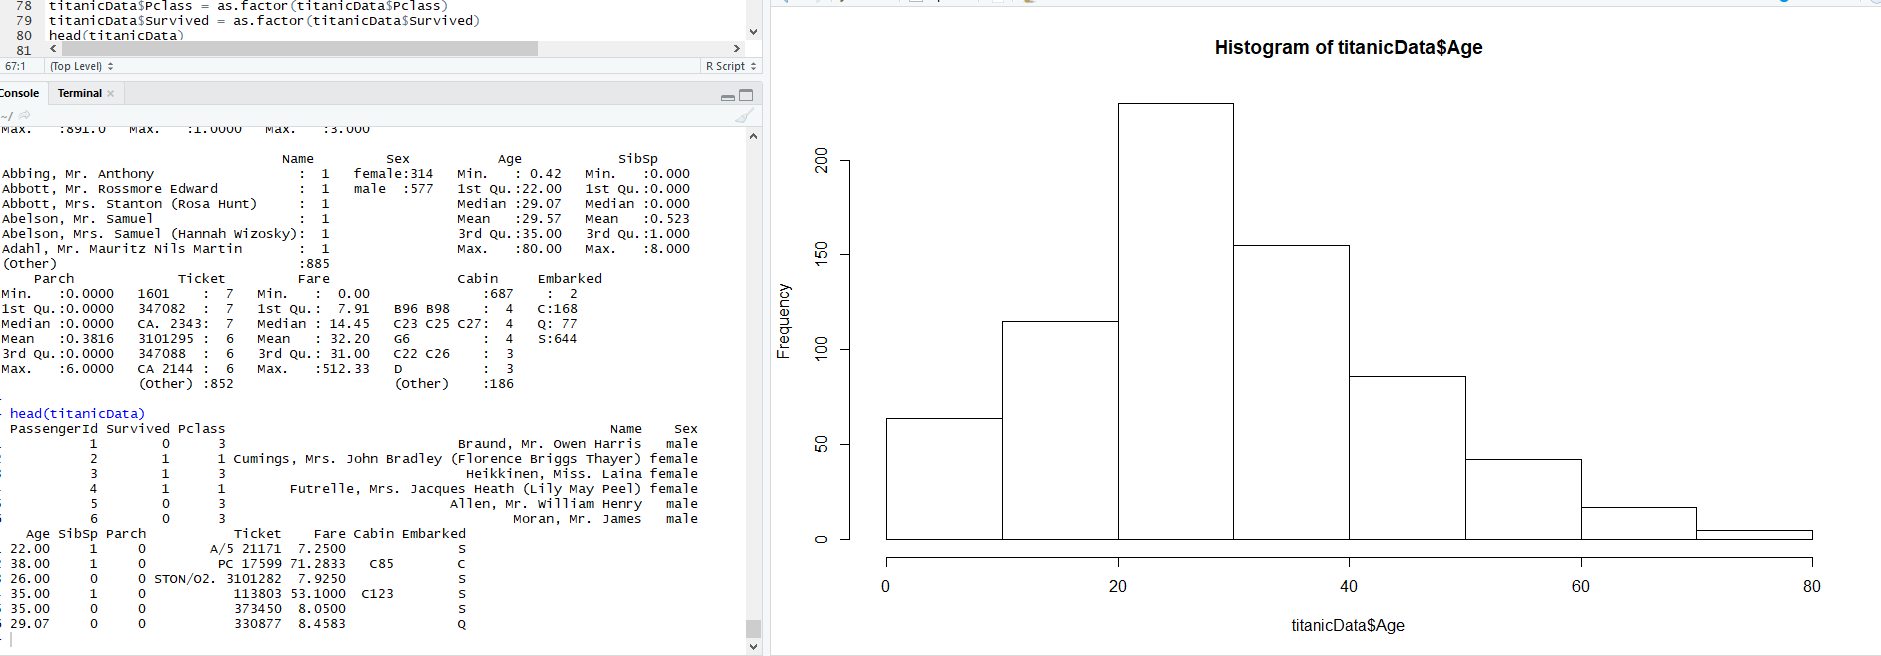 78 titanicData$Pclass = as.factor(titanicData$Pclass)
79 titanicData$Survived = as.factor(titanicData$Survived)
80 head(titanicData)
81
67:1 (Top Level) R Script
Console Terminal
~/
Max. :891.0 Max. :1.0000 Max. :3.000
Name Sex Age SibSp
Abbing, Mr. Anthony : 1 female:314 Min. : 0.42 Min. :0.000
Abbott, Mr. Rossmore Edward : 1 male :577 1st Qu.:22.00 1st Qu.:0.000
Abbott, Mrs. Stanton (Rosa Hunt) : 1 Median :29.07 Median :0.000
Abelson, Mr. Samuel : 1 Mean :29.57 Mean :0.523
Abelson, Mrs. Samuel (Hannah Wizosky): 1 3rd Qu.:35.00 3rd Qu.:1.000
Adahl, Mr. Mauritz Nils Martin : 1 Max. :80.00 Max. :8.000
(Other) :885
Parch Ticket Fare Cabin Embarked
Min. :0.0000 1601 : 7 Min. : 0.00 :687 : 2
1st Qu.:0.0000 347082 : 7 1st Qu.: 7.91 B96 B98 : 4 C:168
Median :0.0000 CA. 2343: 7 Median : 14.45 C23 C25 C27: 4 Q: 77
Mean :0.3816 3101295 : 6 Mean : 32.20 G6 : 4 S:644
3rd Qu.:0.0000 347088 : 6 3rd Qu.: 31.00 C22 C26 : 3
Max. :6.0000 CA 2144 : 6 Max. :512.33 D : 3
(Other) :852 (Other) :186
head(titanicData)
PassengerId Survived Pclass Name Sex
1 0 3 Braund, Mr. Owen Harris male
2 1 1 Cumings, Mrs. John Bradley (Florence Briggs Thayer) female
3 1 3 Heikkinen, Miss. Laina female
4 1 1 Futrelle, Mrs. Jacques Heath (Lily May Peel) female
5 0 3 Allen, Mr. William Henry male
6 0 3 Moran, Mr. James male
Age SibSp Parch Ticket Fare Cabin Embarked
22.00 1 0 A/5 21171 7.2500 S
38.00 1 0 PC 17599 71.2833 C85 C
26.00 0 0 STON/O2. 3101282 7.9250 S
35.00 1 0 113803 53.1000 C123 S
35.00 0 0 373450 8.0500 S
29.07 0 0 330877 8.4583 Q
Histogram of titanicData$Age
Frequency
200
150
100
50
0
0 20 40 60 80
titanicData$Age